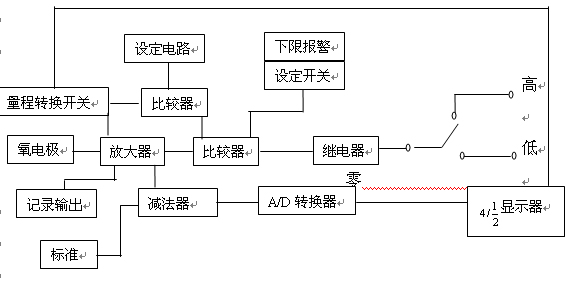 设定电路
下限报警
设定开关
高
量程转换开关
比较器
氧电极
放大器
比较器
继电器
低
零
记录输出
减法器
A/D 转换器
4/1/2 显示器
标准